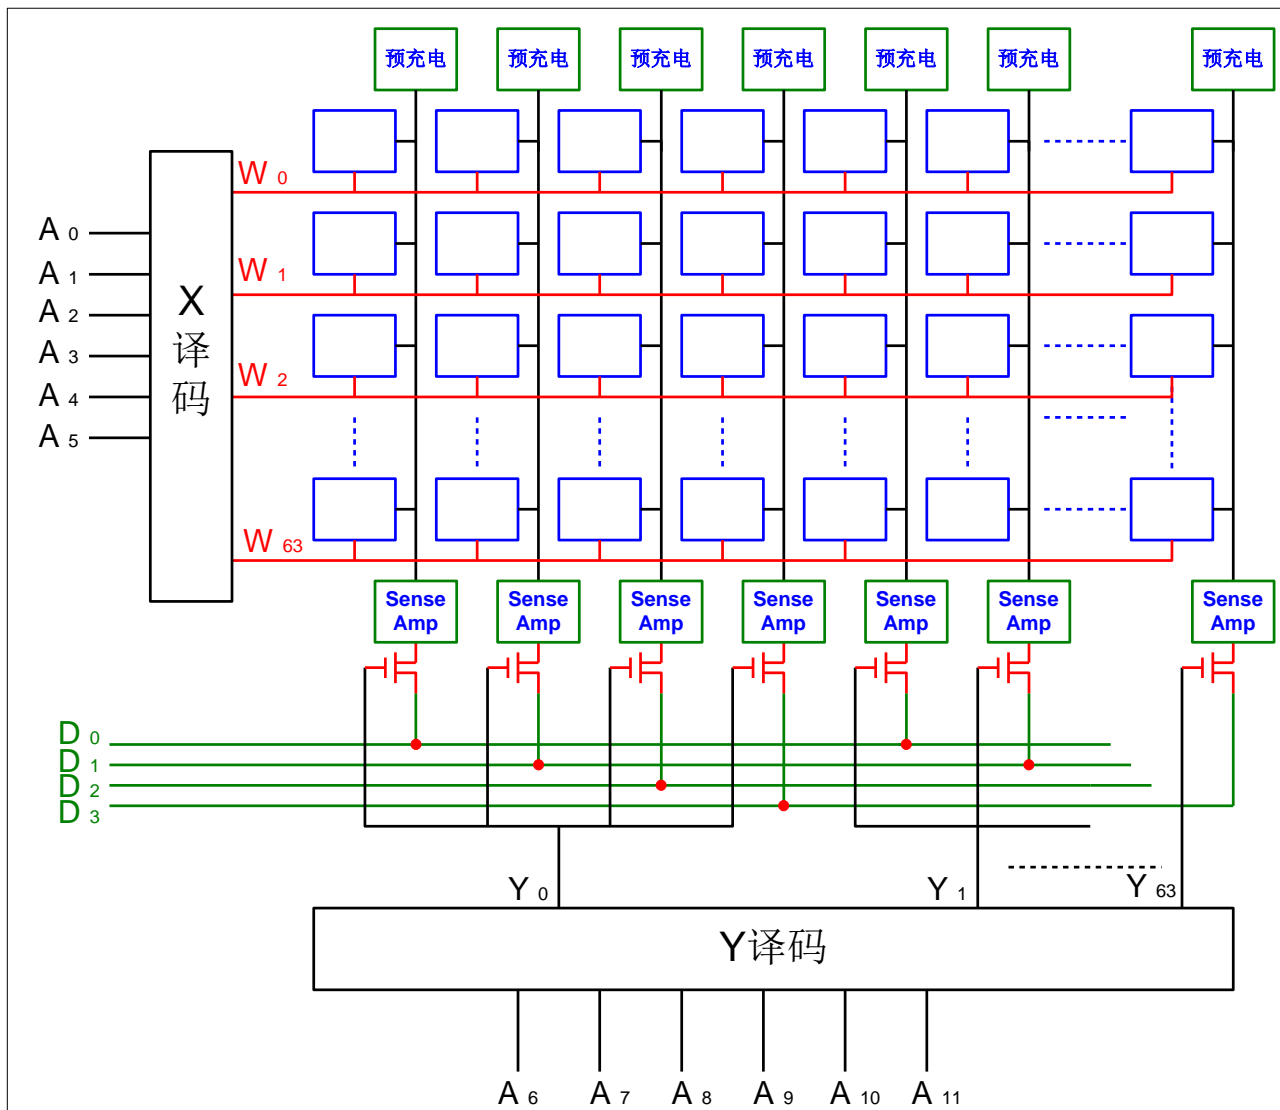 预充电 预充电 预充电 预充电 预充电 预充电 预充电
W 0
A 0
A 1
W 1
A 2
X
译
码
A 3
W 2
A 4
A 5
W 63
Sense Amp
Sense Amp
Sense Amp
Sense Amp
Sense Amp
Sense Amp
Sense Amp
D 0
D 1
D 2
D 3
Y 0
Y 1
Y 63
Y译码
A 6 A 7 A 8 A 9 A 10 A 11